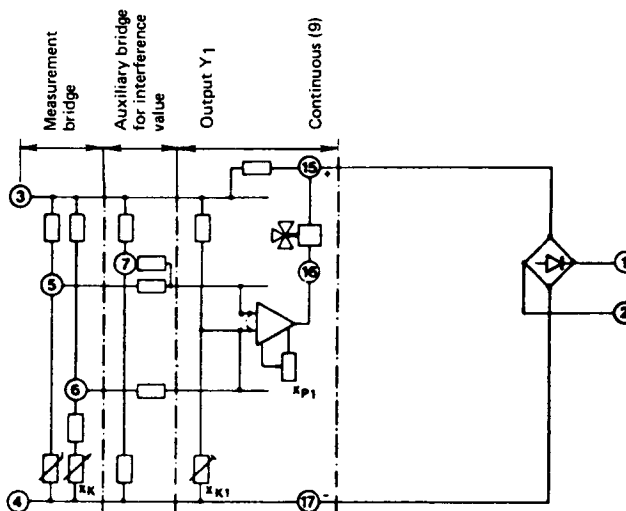 Measurement
bridge
Auxiliary bridge
for interference
value
Output Y1
Continuous (9)
3
15
+
7
16
1
5
2
xP1
6
xK
xK1
4
17
-